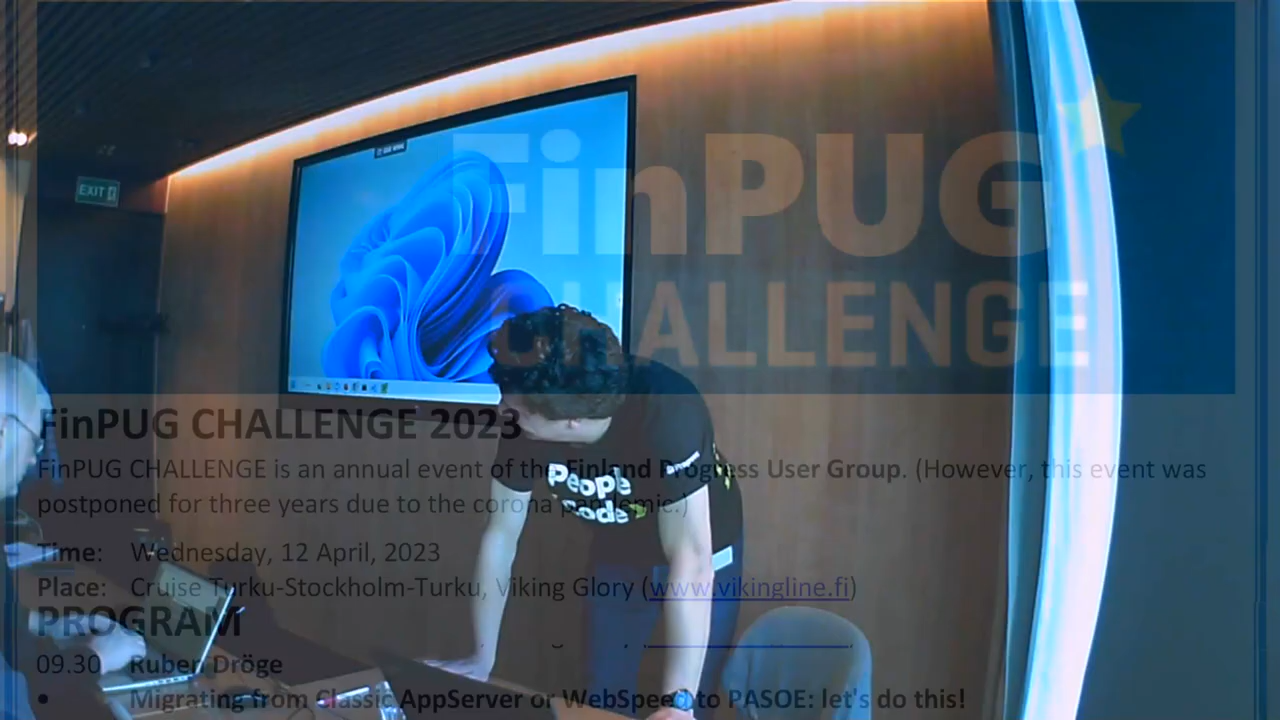 EXIT
FinPUG
CHALLENGE
FinPUG CHALLENGE 2023
FinPUG CHALLENGE is an annual event of the Finland Progress User Group. (However, this event was
postponed for three years due to the corona pandemic.)
People
code
Time: Wednesday, 12 April, 2023
Place: Cruise Turku-Stockholm-Turku, Viking Glory (www.vikingline.fi)
PROGRAM
09.30 Ruben Dröge
• Migrating from Classic AppServer or WebSpeed to PASOE: let's do this!